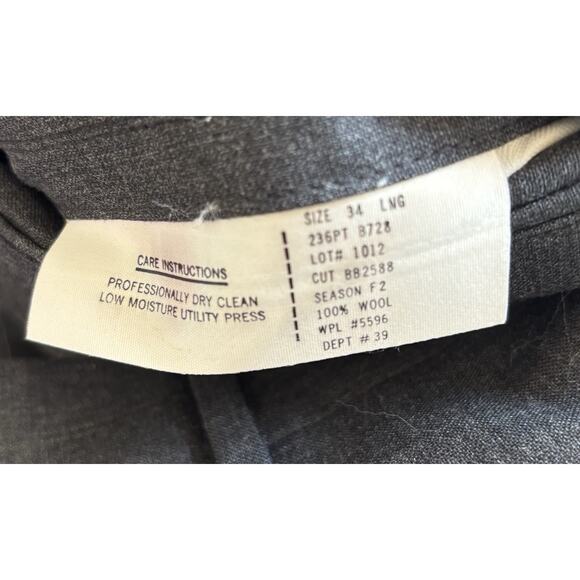 CARE INSTRUCTIONS
PROFESSIONALLY DRY CLEAN
LOW MOISTURE UTILITY PRESS
SIZE 34 LNG
236PT B728
LOT# 1012
CUT BB2588
SEASON F2
100% WOOL
WPL #5596
DEPT # 39